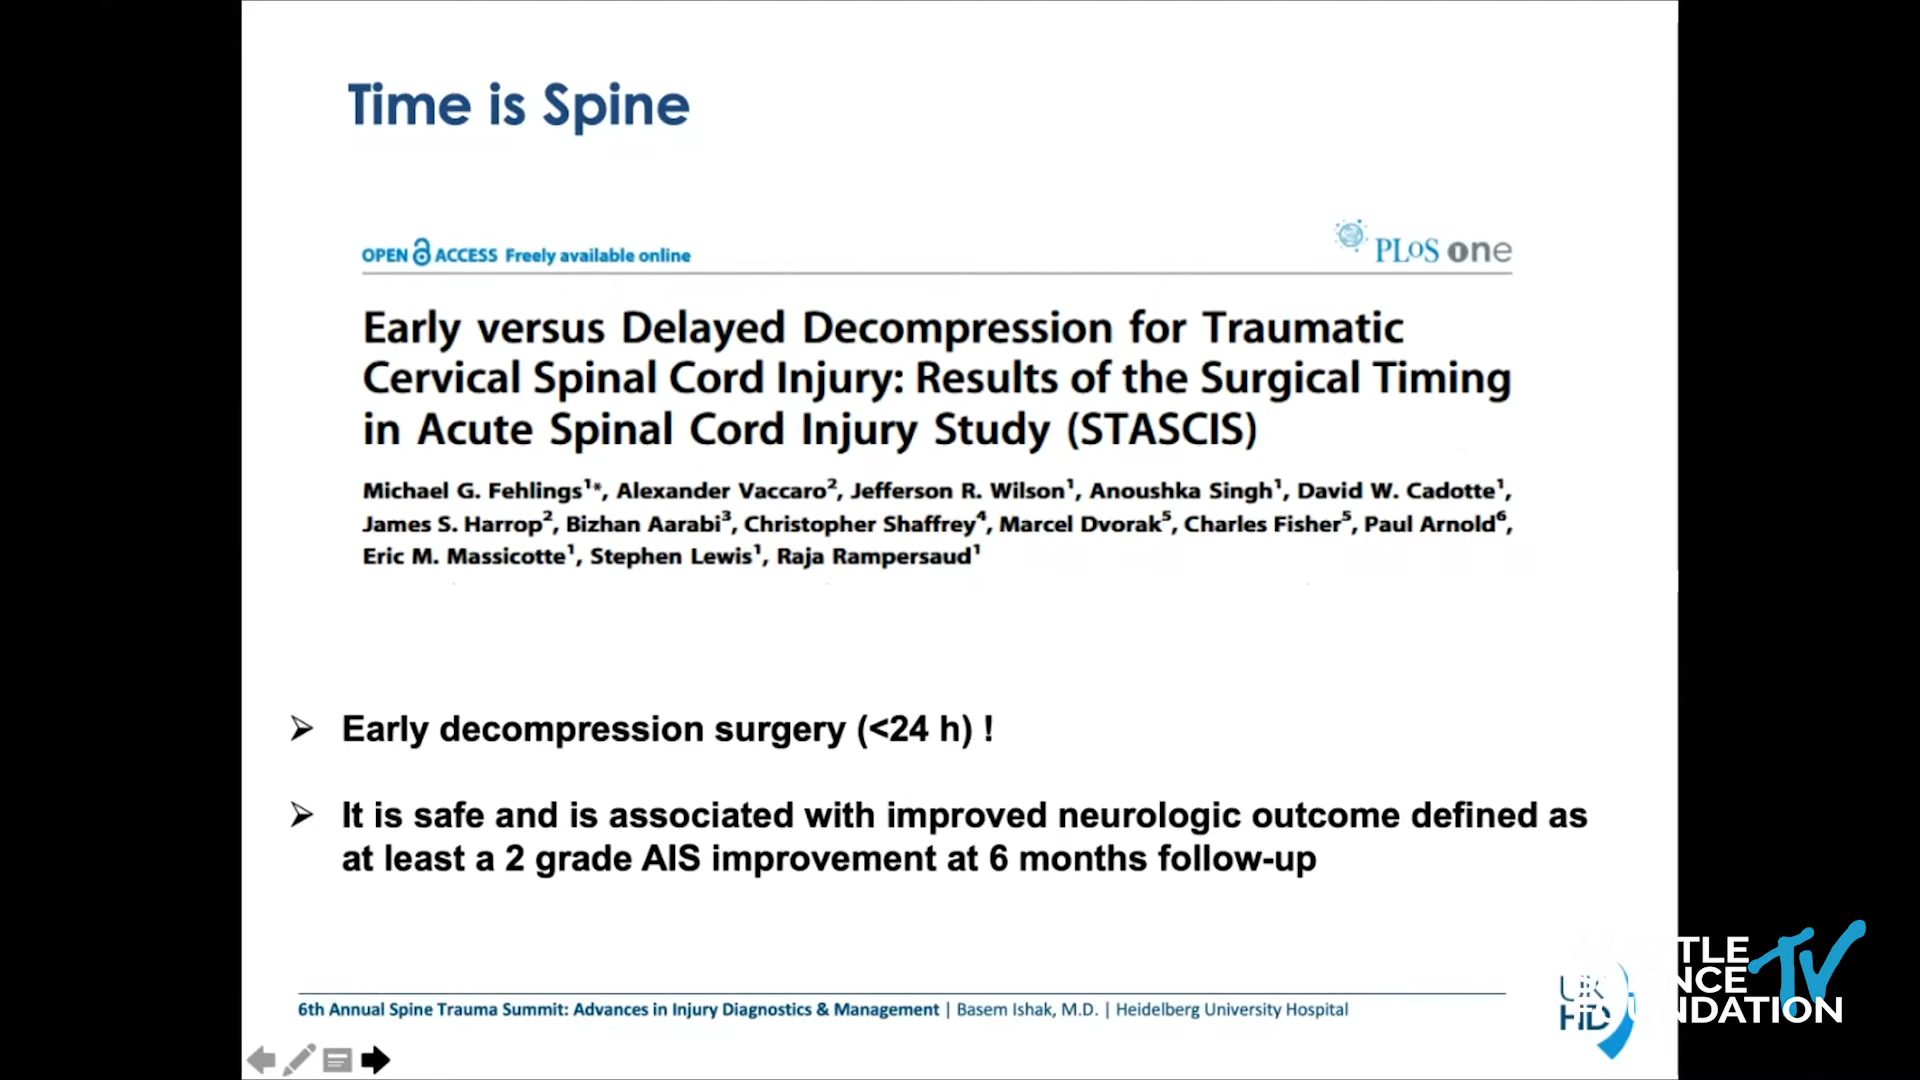 Time is Spine
OPEN ACCESS Freely available online
PLoS one
Early versus Delayed Decompression for Traumatic
Cervical Spinal Cord Injury: Results of the Surgical Timing
in Acute Spinal Cord Injury Study (STASCIS)
Michael G. Fehlings¹*, Alexander Vaccaro², Jefferson R. Wilson¹, Anoushka Singh¹, David W. Cadotte¹,
James S. Harrop², Bizhan Aarabi³, Christopher Shaffrey⁴, Marcel Dvorak⁵, Charles Fisher⁵, Paul Arnold⁶,
Eric M. Massicotte¹, Stephen Lewis¹, Raja Rampersaud¹
➢ Early decompression surgery (<24 h) !
➢ It is safe and is associated with improved neurologic outcome defined as
at least a 2 grade AIS improvement at 6 months follow-up
6th Annual Spine Trauma Summit: Advances in Injury Diagnostics & Management | Basem Ishak, M.D. | Heidelberg University Hospital
TV